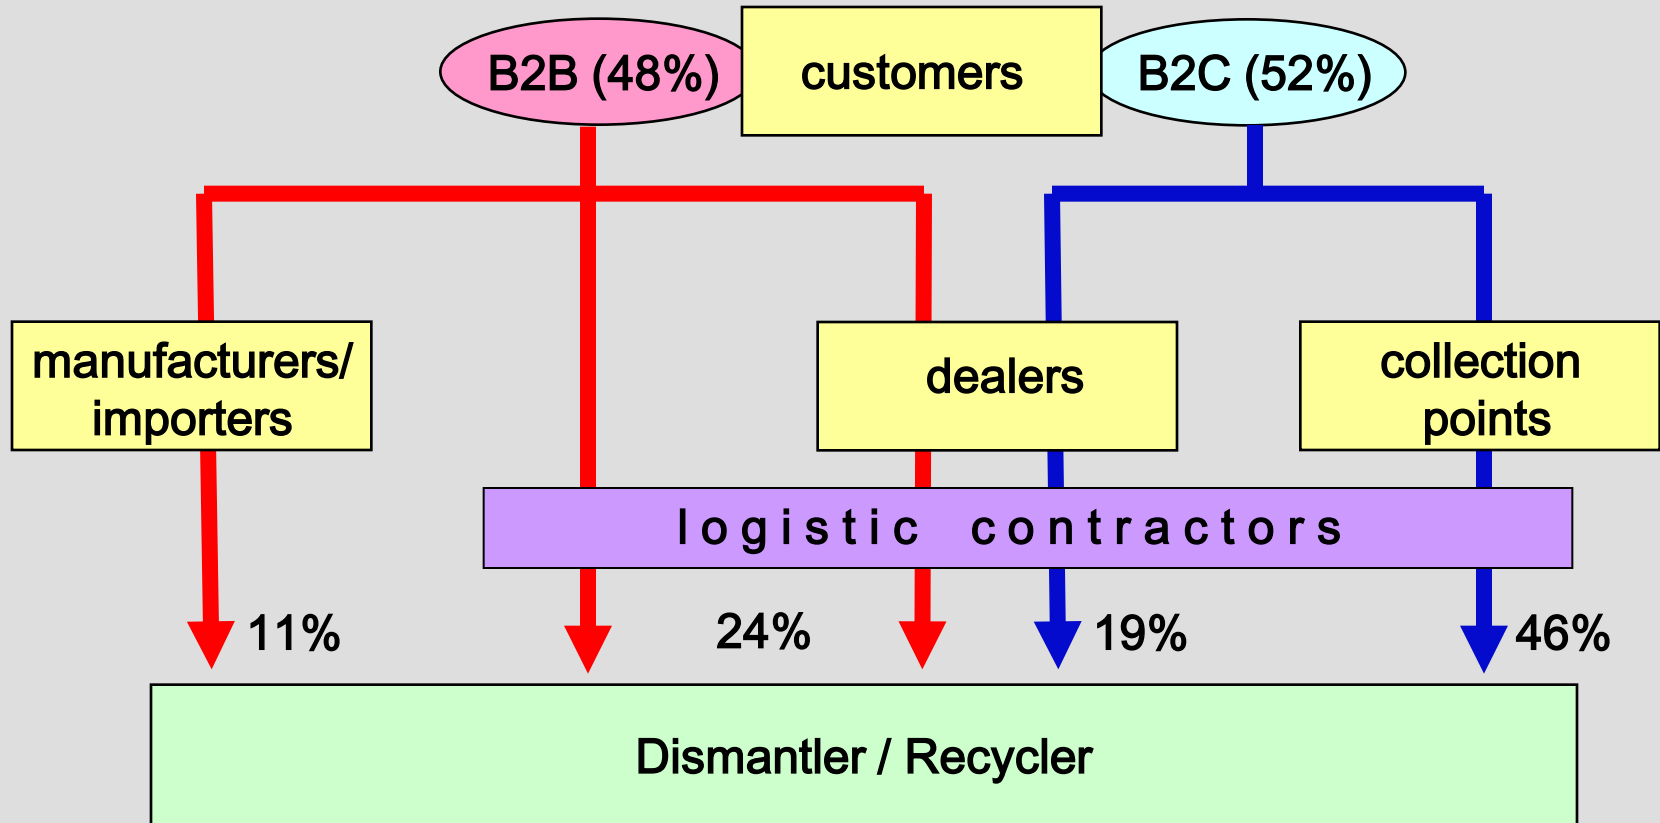 B2B (48%)
customers
B2C (52%)
manufacturers/
importers
dealers
collection
points
logistic contractors
11%
24%
19%
46%
Dismantler / Recycler